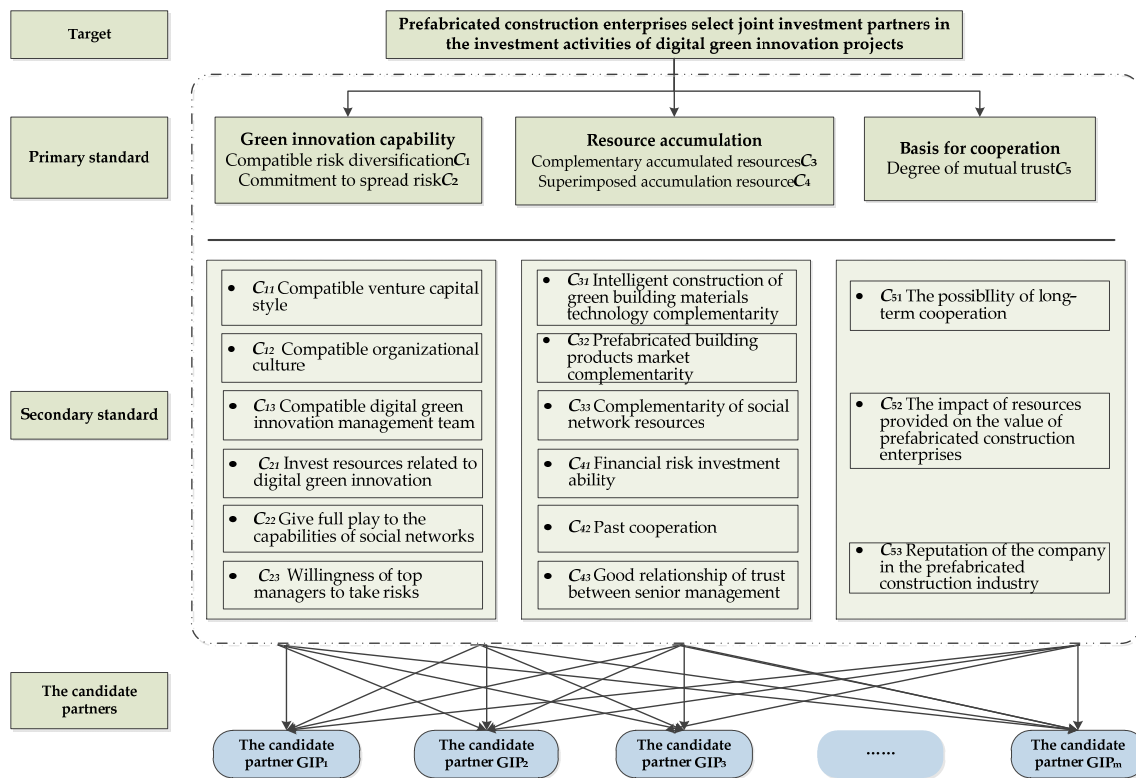 Target
Prefabricated construction enterprises select joint investment partners in
the investment activities of digital green innovation projects
Primary standard
Green innovation capability
Compatible risk diversificationC1
Commitment to spread riskC2
Resource accumulation
Complementary accumulated resourcesC3
Superimposed accumulation resourceC4
Basis for cooperation
Degree of mutual trustC5
Secondary standard
• C11 Compatible venture capital
style
• C12 Compatible organizational
culture
• C13 Compatible digital green
innovation management team
• C21 Invest resources related to
digital green innovation
• C22 Give full play to the
capabilities of social networks
• C23 Willingness of top
managers to take risks
• C31 Intelligent construction of
green building materials
technology complementarity
• C32 Prefabricated building
products market
complementarity
• C33 Complementarity of social
network resources
• C41 Financial risk investment
ability
• C42 Past cooperation
• C43 Good relationship of trust
between senior management
• C51 The possibIlity of long-
term cooperation
• C52 The impact of resources
provided on the value of
prefabricated construction
enterprises
• C53 Reputation of the company
in the prefabricated
construction industry
The candidate
partners
The candidate
partner GIP1
The candidate
partner GIP2
The candidate
partner GIP3
......
The candidate
partner GIPm